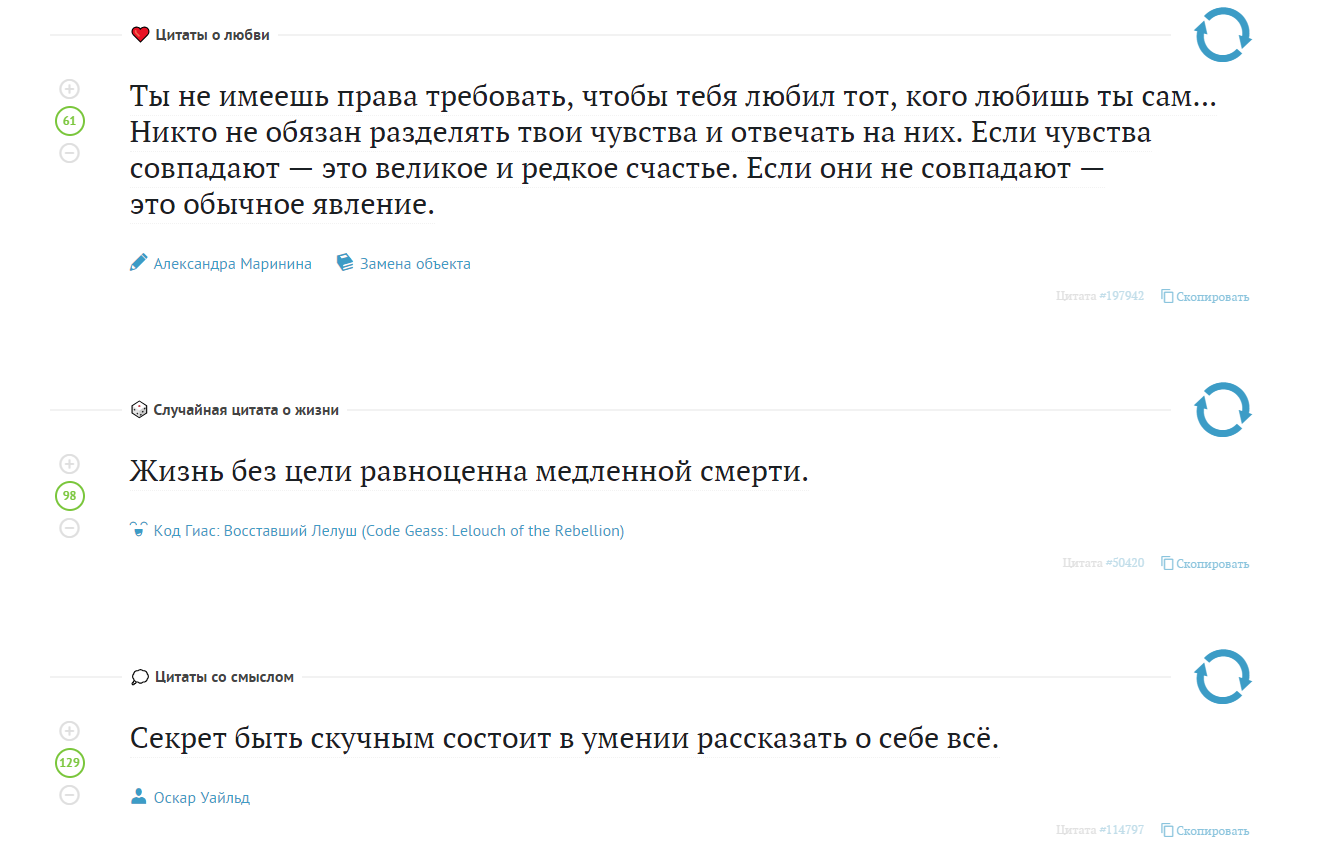 Цитаты о любви
61
Ты не имеешь права требовать, чтобы тебя любил тот, кого любишь ты сам...
Никто не обязан разделять твои чувства и отвечать на них. Если чувства
совпадают — это великое и редкое счастье. Если они не совпадают —
это обычное явление.
Александра Маринина Замена объекта
Цитата #197942 Скопировать
Случайная цитата о жизни
98
Жизнь без цели равноценна медленной смерти.
Код Гиас: Восставший Лелуш (Code Geass: Lelouch of the Rebellion)
Цитата #50420 Скопировать
Цитаты со смыслом
129
Секрет быть скучным состоит в умении рассказать о себе всё.
Оскар Уайльд
Цитата #114797 Скопировать